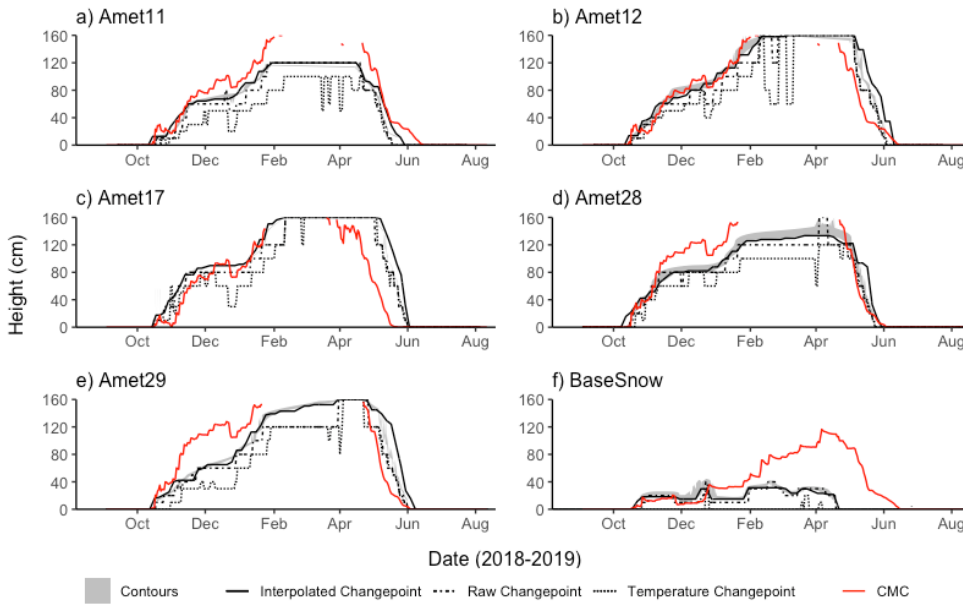 a) Amet11
b) Amet12
160
120
80
40
0
Oct Dec Feb Apr Jun Aug
160
120
80
40
0
Oct Dec Feb Apr Jun Aug
c) Amet17
d) Amet28
160
120
80
40
0
Oct Dec Feb Apr Jun Aug
160
120
80
40
0
Oct Dec Feb Apr Jun Aug
e) Amet29
f) BaseSnow
160
120
80
40
0
Oct Dec Feb Apr Jun Aug
160
120
80
40
0
Oct Dec Feb Apr Jun Aug
Height (cm)
Date (2018-2019)
Contours Interpolated Changepoint Raw Changepoint Temperature Changepoint CMC